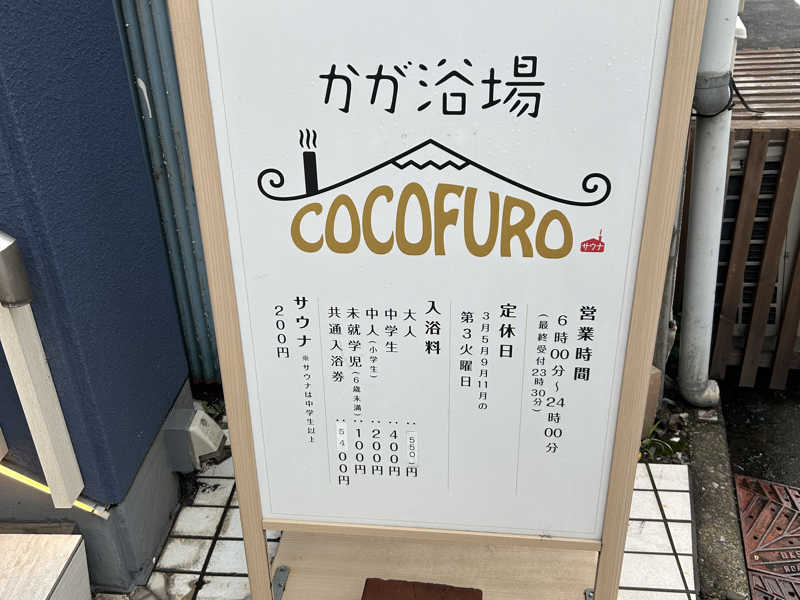 かが浴場
COCOFURO
サウナ
営業時間
6時00分〜24時00分
(最終受付23時30分)
定休日
3月5月9月11月の
第3火曜日
入浴料
大人 ：550円
中学生 ：400円
中人(小学生) ：200円
未就学児(6歳未満)：100円
共通入浴券 ：5400円
サウナ ※サウナは中学生以上
200円